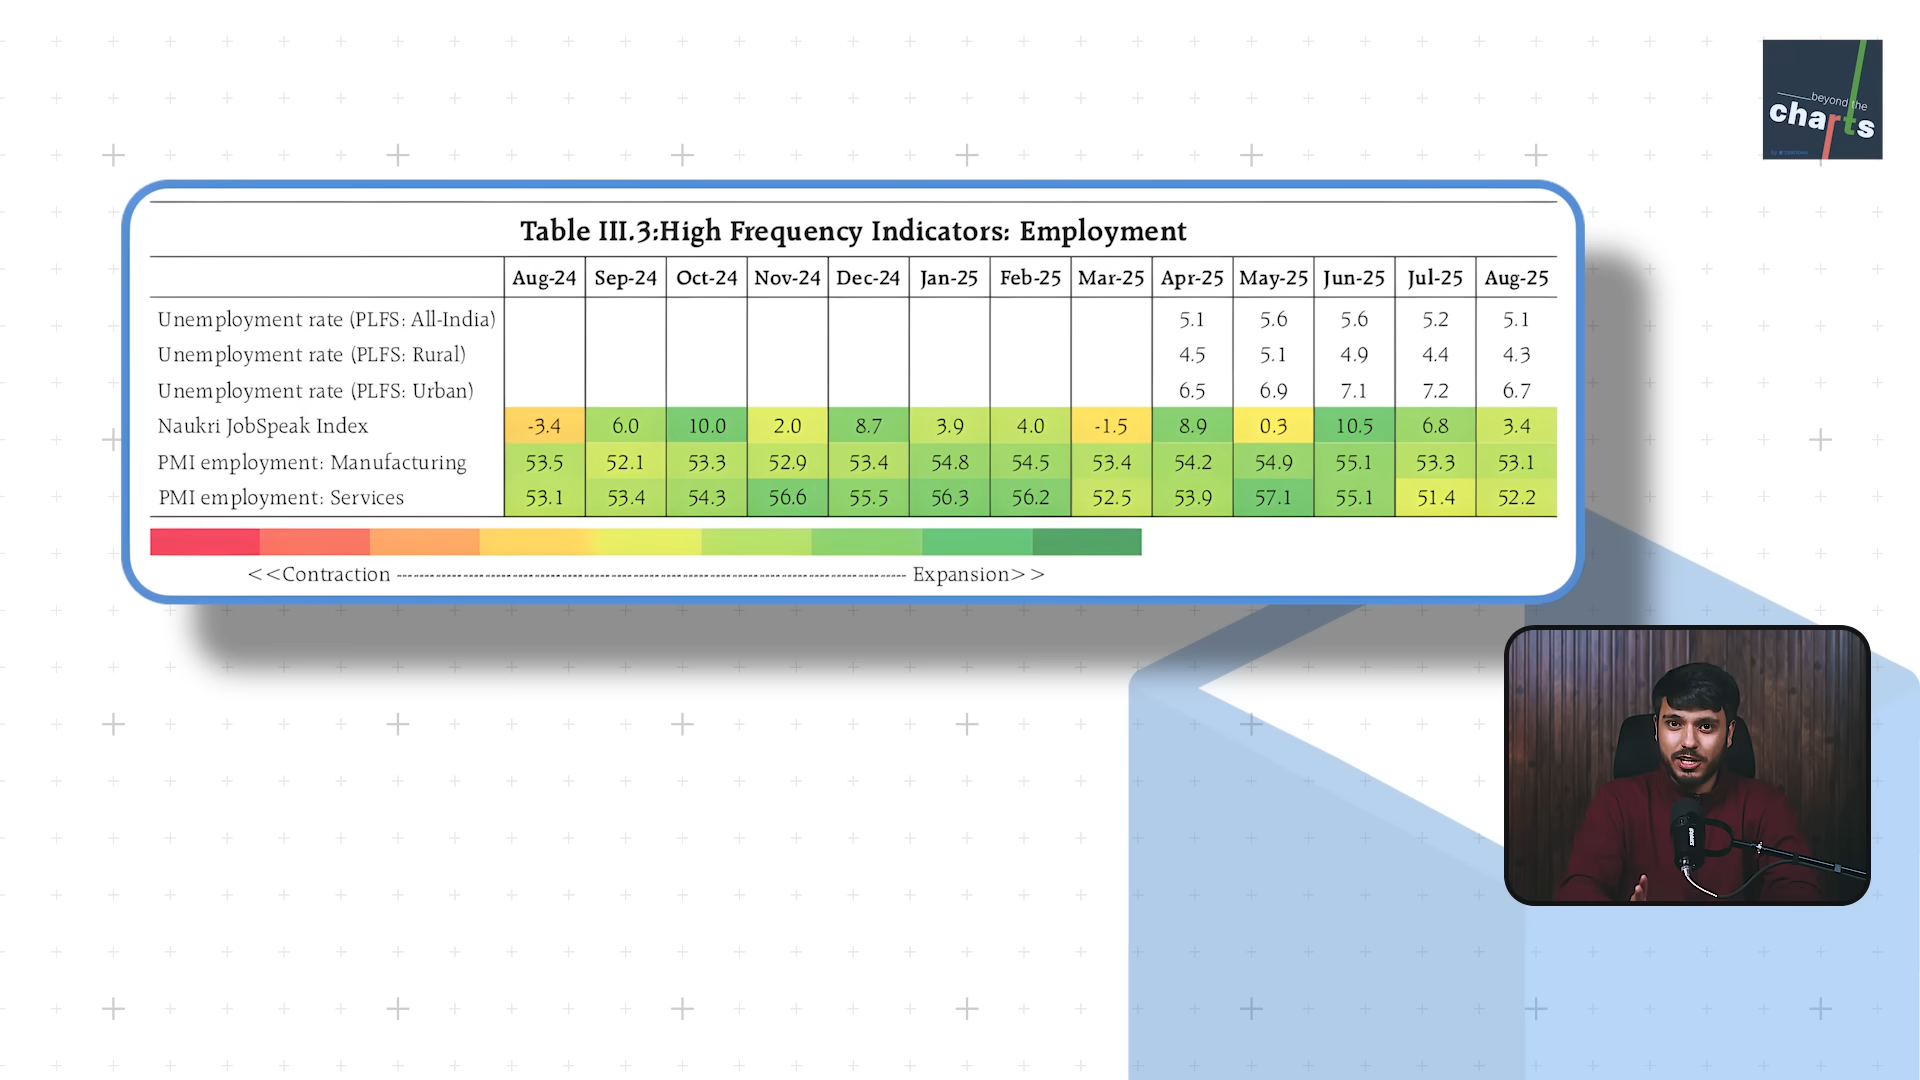 beyond the
charts
Table III.3:High Frequency Indicators: Employment
Aug-24 Sep-24 Oct-24 Nov-24 Dec-24 Jan-25 Feb-25 Mar-25 Apr-25 May-25 Jun-25 Jul-25 Aug-25
Unemployment rate (PLFS: All-India) 5.1 5.6 5.6 5.2 5.1
Unemployment rate (PLFS: Rural) 4.5 5.1 4.9 4.4 4.3
Unemployment rate (PLFS: Urban) 6.5 6.9 7.1 7.2 6.7
Naukri JobSpeak Index -3.4 6.0 10.0 2.0 8.7 3.9 4.0 -1.5 8.9 0.3 10.5 6.8 3.4
PMI employment: Manufacturing 53.5 52.1 53.3 52.9 53.4 54.8 54.5 53.4 54.2 54.9 55.1 53.3 53.1
PMI employment: Services 53.1 53.4 54.3 56.6 55.5 56.3 56.2 52.5 53.9 57.1 55.1 51.4 52.2
<<Contraction ---------- Expansion>>